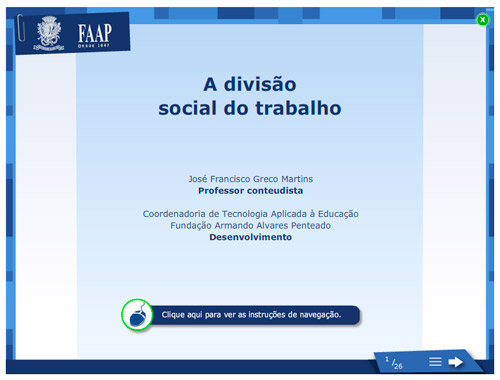 FAAP
DESDE 1947
X
A divisão
social do trabalho
José Francisco Greco Martins
Professor conteudista
Coordenadoria de Tecnologia Aplicada à Educação
Fundação Armando Alvares Penteado
Desenvolvimento
Clique aqui para ver as instruções de navegação.
1/26